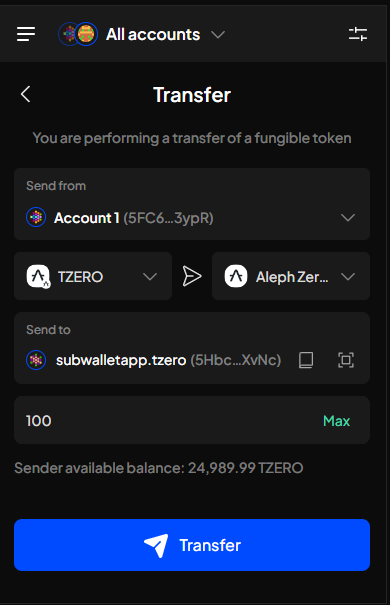 All accounts
Transfer
You are performing a transfer of a fungible token
Send from
Account 1 (5FC6...3ypR)
TZERO
Aleph Zer...
Send to
subwalletapp.tzero (5Hbc...XvNc)
100 Max
Sender available balance: 24,989.99 TZERO
Transfer